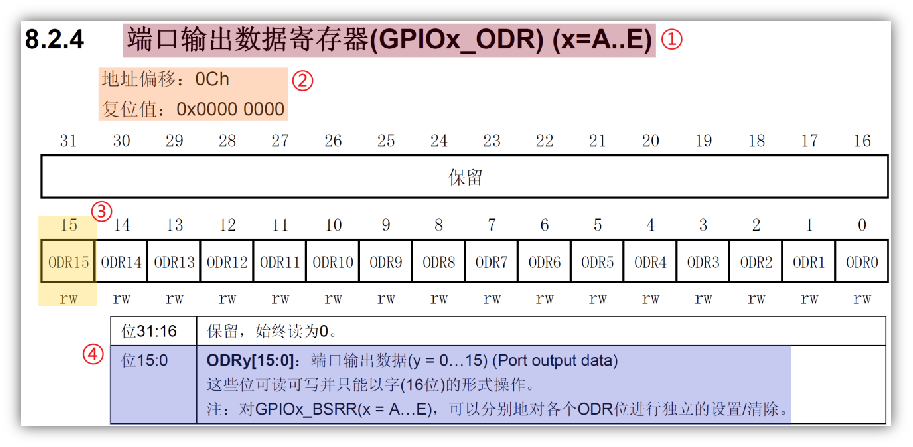 8.2.4 端口输出数据寄存器(GPIOx_ODR) (x=A..E) ①
地址偏移：0Ch ②
复位值：0x0000 0000
31 30 29 28 27 26 25 24 23 22 21 20 19 18 17 16
保留
③
15 14 13 12 11 10 9 8 7 6 5 4 3 2 1 0
ODR15 ODR14 ODR13 ODR12 ODR11 ODR10 ODR9 ODR8 ODR7 ODR6 ODR5 ODR4 ODR3 ODR2 ODR1 ODR0
rw rw rw rw rw rw rw rw rw rw rw rw rw rw rw rw
位31:16 保留，始终读为0。
④ 位15:0 ODRy[15:0]：端口输出数据(y = 0…15) (Port output data)
这些位可读可写并只能以字(16位)的形式操作。
注：对GPIOx_BSRR(x = A…E)，可以分别地对各个ODR位进行独立的设置/清除。